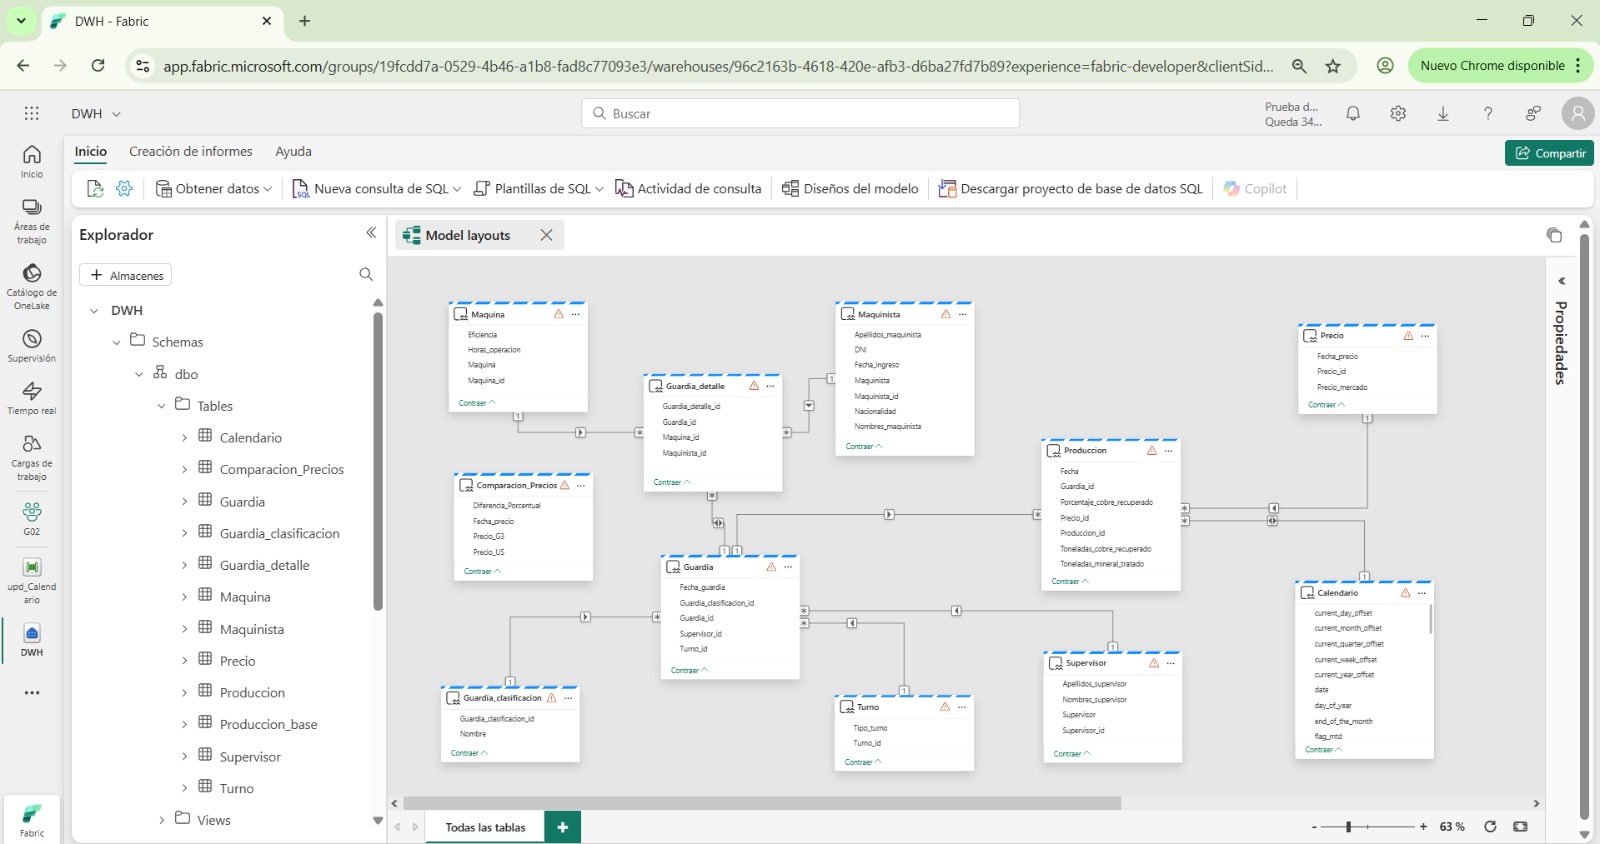 DWH - Fabric
app.fabric.microsoft.com/groups/19fcdd7a-0529-4b46-a1b8-fad8c77093e3/warehouses/96c2163b-4618-420e-afb3-d6ba27fd7b89?experience=fabric-developer&clientSid...
Nuevo Chrome disponible
DWH
Buscar
Prueba d...
Queda 34...
Inicio
Creación de informes
Ayuda
Compartir
Obtener datos
Nueva consulta de SQL
Plantillas de SQL
Actividad de consulta
Diseños del modelo
Descargar proyecto de base de datos SQL
Copilot
Inicio
Áreas de
trabajo
Catálogo de
OneLake
Supervisión
Tiempo real
Cargas de
trabajo
G02
upd_Calend
ario
DWH
Fabric
Explorador
Almacenes
DWH
Schemas
dbo
Tables
Calendario
Comparacion_Precios
Guardia
Guardia_clasificacion
Guardia_detalle
Maquina
Maquinista
Precio
Produccion
Produccion_base
Supervisor
Turno
Views
Model layouts
Propiedades
Maquina
Eficiencia
Horas_operacion
Maquina
Maquina_id
Contraer
Guardia_detalle
Guardia_detalle_id
Guardia_id
Maquina_id
Maquinista_id
Contraer
Maquinista
Apellidos_maquinista
DNI
Fecha_ingreso
Maquinista
Maquinista_id
Nacionalidad
Nombres_maquinista
Contraer
Precio
Fecha_precio
Precio_id
Precio_mercado
Contraer
Comparacion_Precios
Diferencia_Porcentual
Fecha_precio
Precio_G3
Precio_US
Contraer
Produccion
Fecha
Guardia_id
Porcentaje_cobre_recuperado
Precio_id
Produccion_id
Toneladas_cobre_recuperado
Toneladas_mineral_tratado
Contraer
Guardia
Fecha_guardia
Guardia_clasificacion_id
Guardia_id
Supervisor_id
Turno_id
Contraer
Calendario
current_day_offset
current_month_offset
current_quarter_offset
current_week_offset
current_year_offset
date
day_of_year
end_of_the_month
flag_mtd
Contraer
Guardia_clasificacion
Guardia_clasificacion_id
Nombre
Contraer
Turno
Tipo_turno
Turno_id
Contraer
Supervisor
Apellidos_supervisor
Nombres_supervisor
Supervisor
Supervisor_id
Contraer
Todas las tablas
63 %